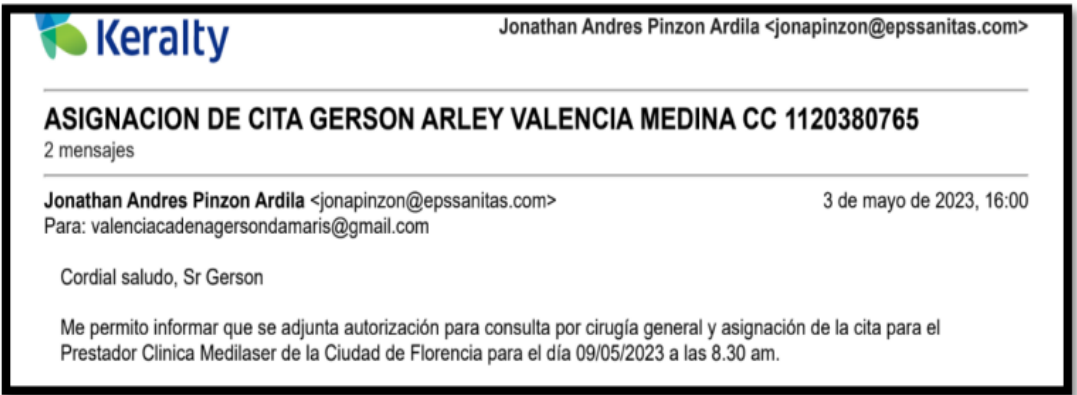 Keralty
Jonathan Andres Pinzon Ardila <jonapinzon@epssanitas.com>
ASIGNACION DE CITA GERSON ARLEY VALENCIA MEDINA CC 1120380765
2 mensajes
Jonathan Andres Pinzon Ardila <jonapinzon@epssanitas.com> 3 de mayo de 2023, 16:00
Para: valenciacadenagersondamaris@gmail.com
Cordial saludo, Sr Gerson
Me permito informar que se adjunta autorización para consulta por cirugía general y asignación de la cita para el
Prestador Clinica Medilaser de la Ciudad de Florencia para el día 09/05/2023 a las 8.30 am.